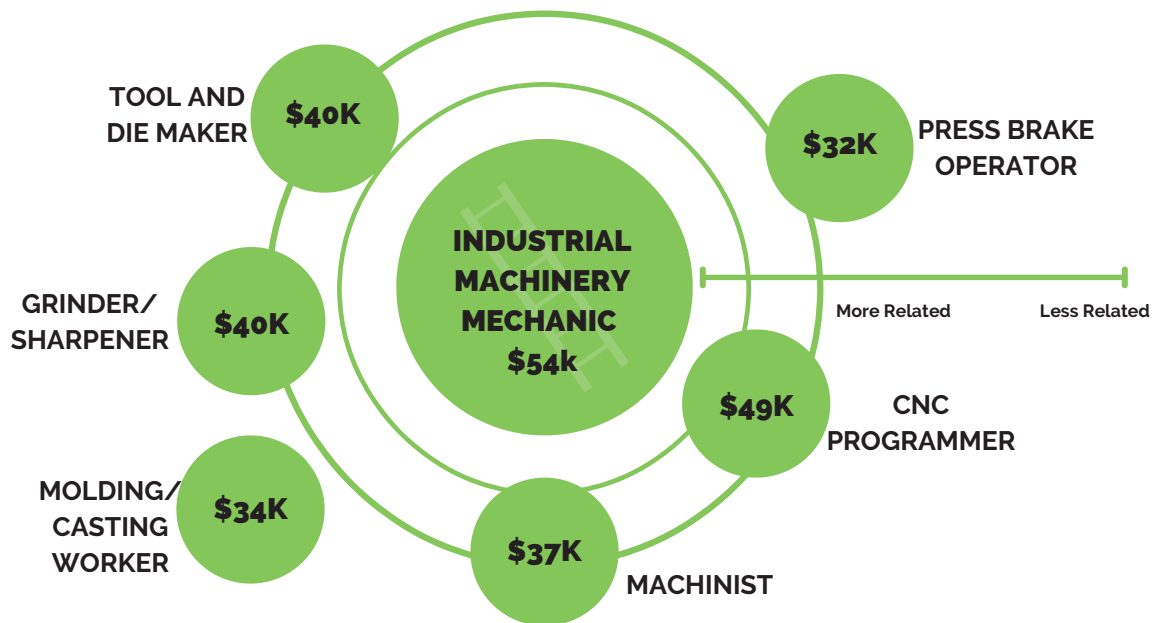 TOOL AND
DIE MAKER
$40K
$32K
PRESS BRAKE
OPERATOR
INDUSTRIAL
MACHINERY
MECHANIC
$54k
GRINDER/
SHARPENER
$40K
More Related
Less Related
$49K
CNC
PROGRAMMER
MOLDING/
CASTING
WORKER
$34K
$37K
MACHINIST